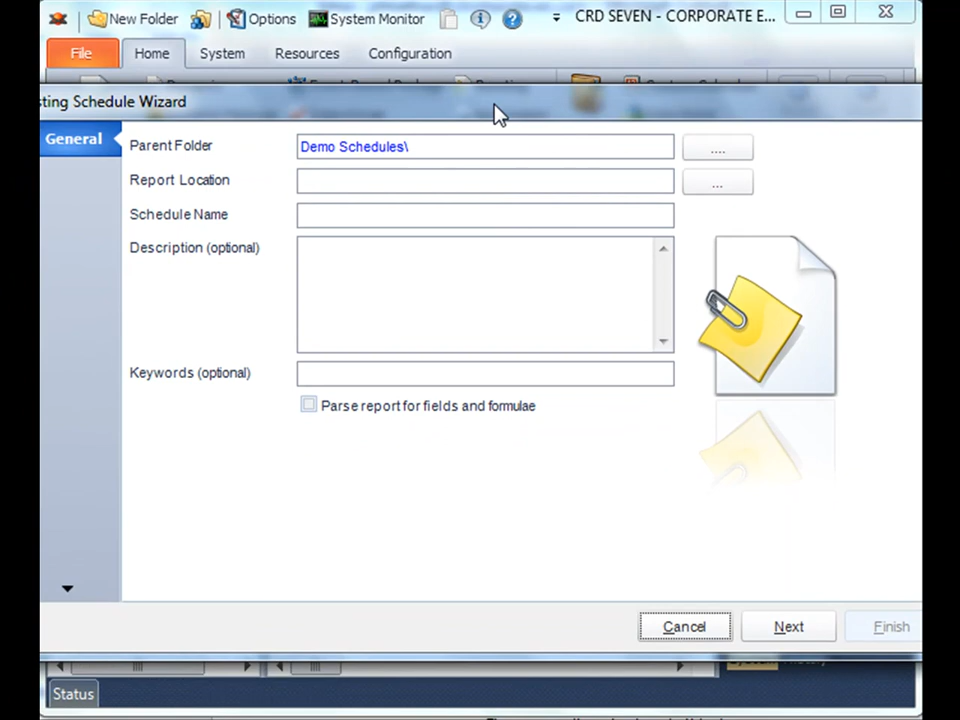 New Folder Options System Monitor CRD SEVEN - CORPORATE E...
File Home System Resources Configuration
sting Schedule Wizard
General
Parent Folder Demo Schedules\ ....
Report Location ...
Schedule Name
Description (optional)
Keywords (optional)
Parse report for fields and formulae
Cancel Next Finish
Status